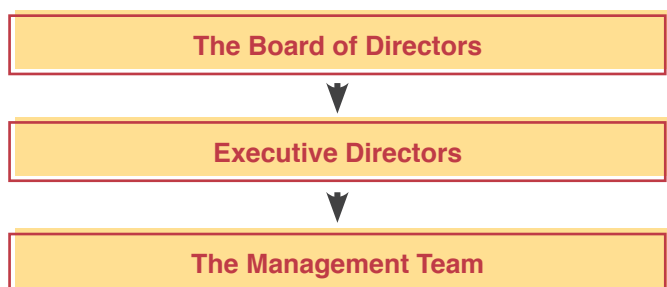 The Board of Directors
Executive Directors
The Management Team